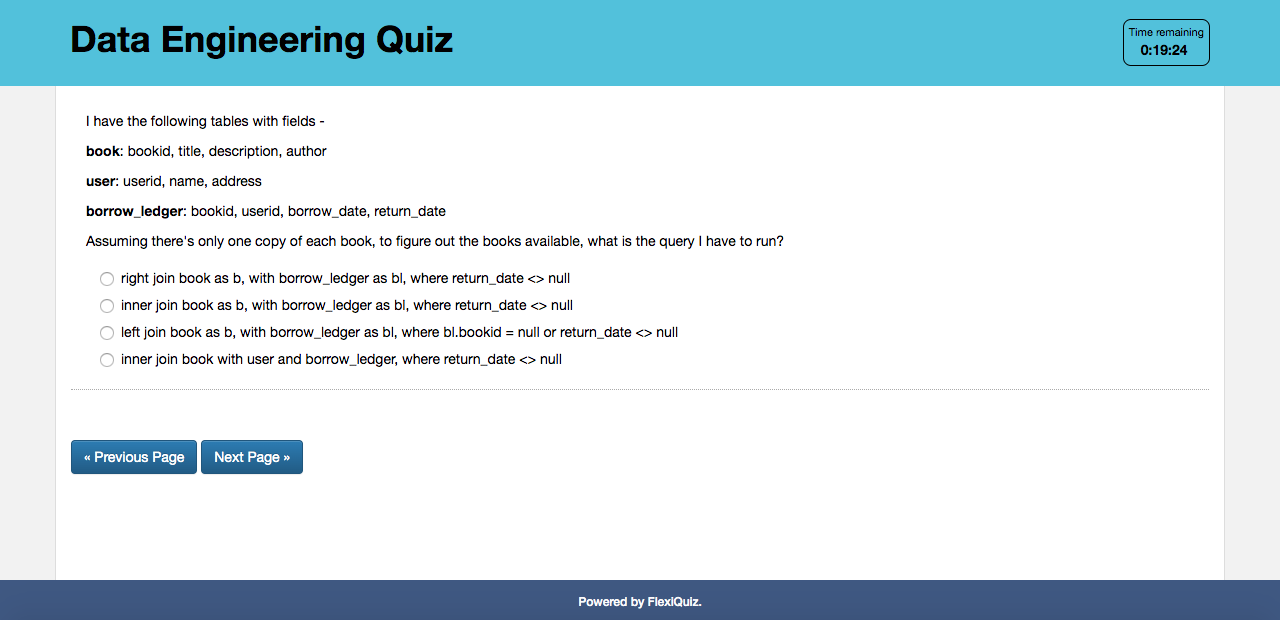 Data Engineering Quiz
Time remaining
0:19:24
I have the following tables with fields -
book: bookid, title, description, author
user: userid, name, address
borrow_ledger: bookid, userid, borrow_date, return_date
Assuming there's only one copy of each book, to figure out the books available, what is the query I have to run?
right join book as b, with borrow_ledger as bl, where return_date <> null
inner join book as b, with borrow_ledger as bl, where return_date <> null
left join book as b, with borrow_ledger as bl, where bl.bookid = null or return_date <> null
inner join book with user and borrow_ledger, where return_date <> null
« Previous Page
Next Page »
Powered by FlexiQuiz.